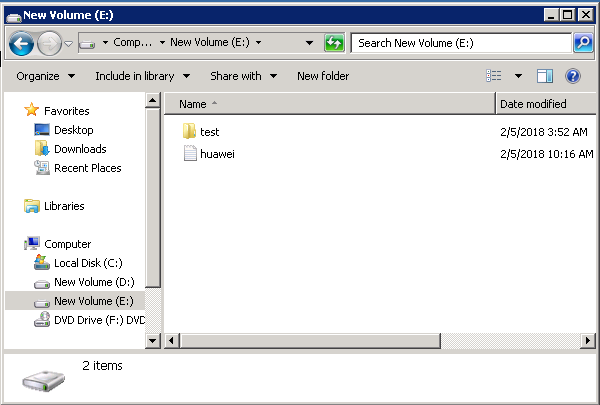 New Volume (E:)
Comp... New Volume (E:)
Search New Volume (E:)
Organize Include in library Share with New folder
Favorites
Desktop
Downloads
Recent Places
Libraries
Computer
Local Disk (C:)
New Volume (D:)
New Volume (E:)
DVD Drive (F:) DVD
Name Date modified
test 2/5/2018 3:52 AM
huawei 2/5/2018 10:16 AM
2 items